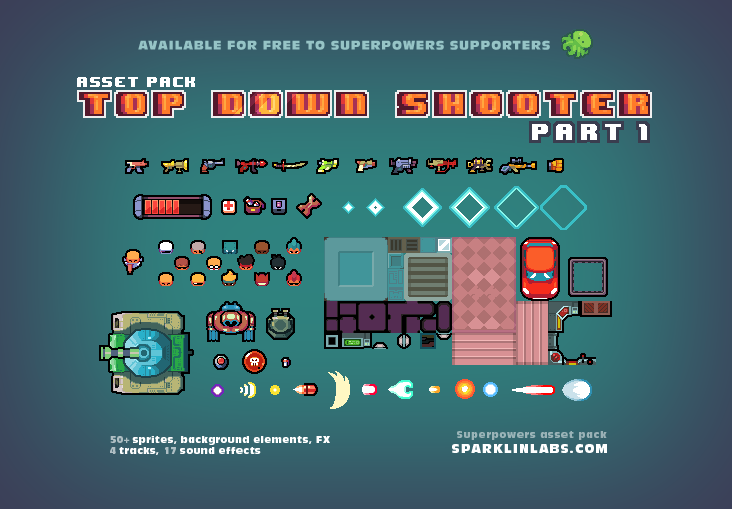 AVAILABLE FOR FREE TO SUPERPOWERS SUPPORTERS
ASSET PACK
TOP DOWN SHOOTER
PART 1
50+ sprites, background elements, FX
4 tracks, 17 sound effects
Superpowers asset pack
SPARKLINLABS.COM